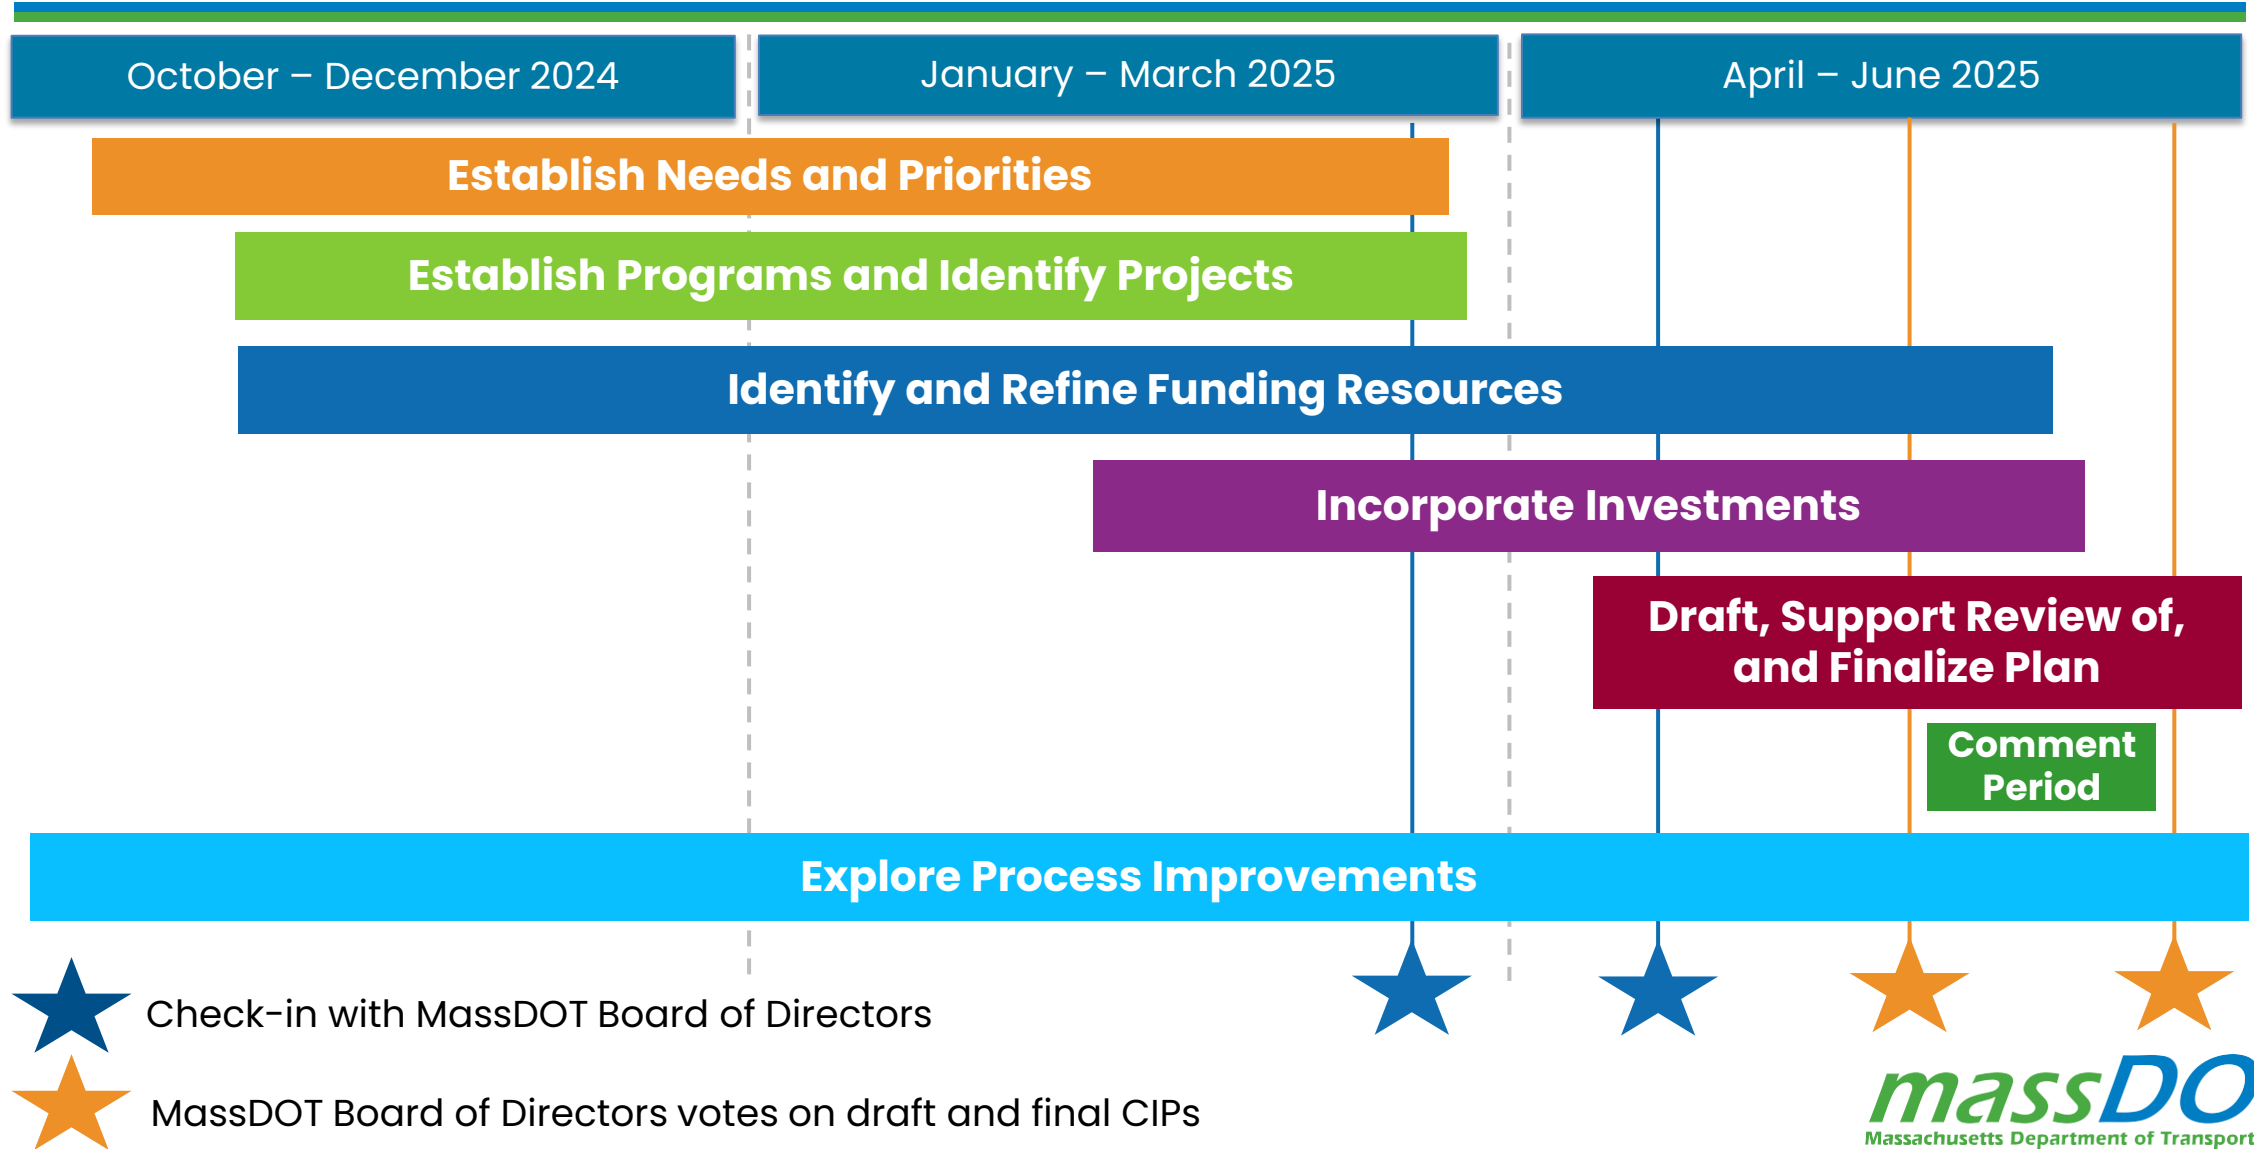 October – December 2024
January – March 2025
April – June 2025
Establish Needs and Priorities
Establish Programs and Identify Projects
Identify and Refine Funding Resources
Incorporate Investments
Draft, Support Review of,
and Finalize Plan
Comment
Period
Explore Process Improvements
Check-in with MassDOT Board of Directors
MassDOT Board of Directors votes on draft and final CIPs
massDO
Massachusetts Department of Transport